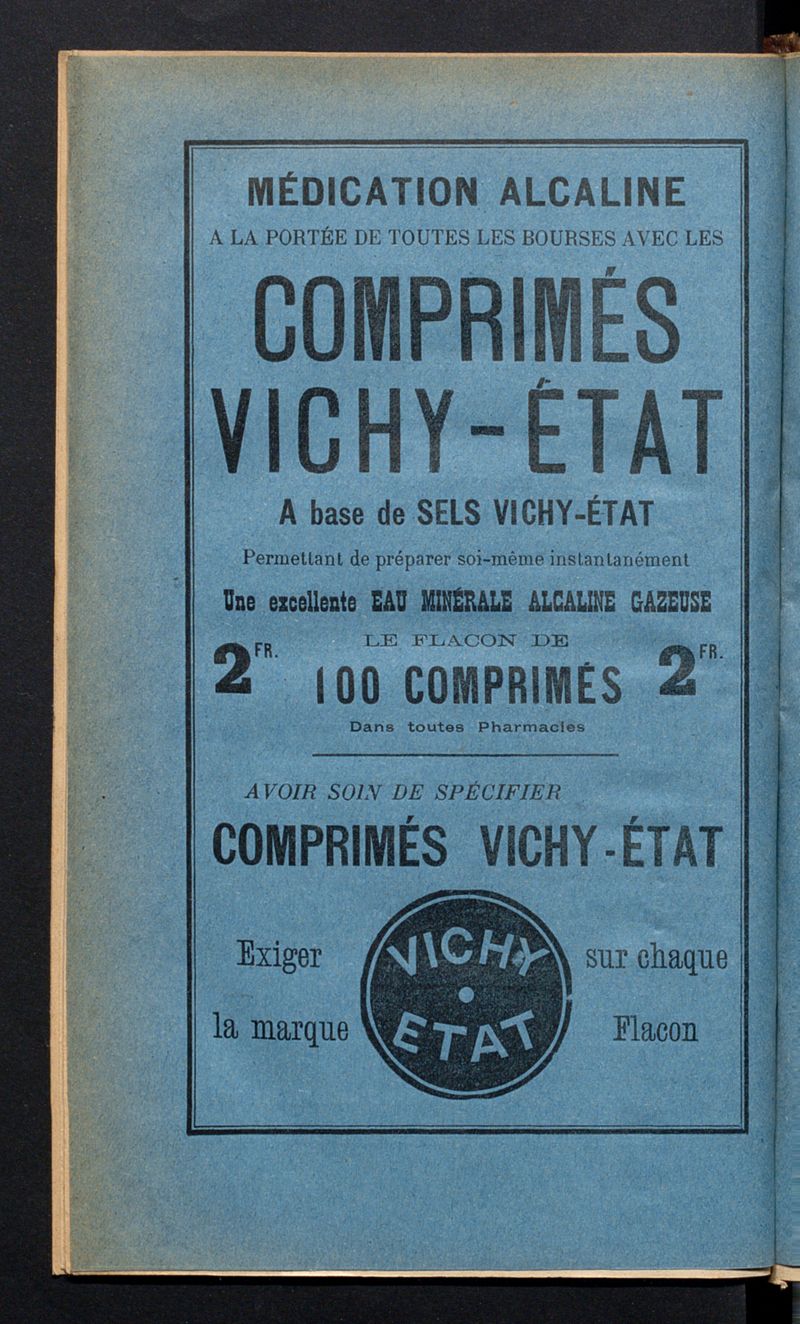 MÉDICATION ALCALINE
A LA PORTÉE DE TOUTES LES BOURSES AVEC LES
COMPRIMÉS
VICHY-ÉTAT
A base de SELS VICHY-ÉTAT
Permettant de préparer soi-même instantanément
Une excellente EAU MINÉRALE ALCALINE GAZEUSE
LE FLACON DE
2 FR. 100 COMPRIMÉS 2 FR.
Dans toutes Pharmacies
AVOIR SOIN DE SPÉCIFIER
COMPRIMÉS VICHY-ÉTAT
Exiger
la marque
VICHY
ETAT
sur chaque
Flacon